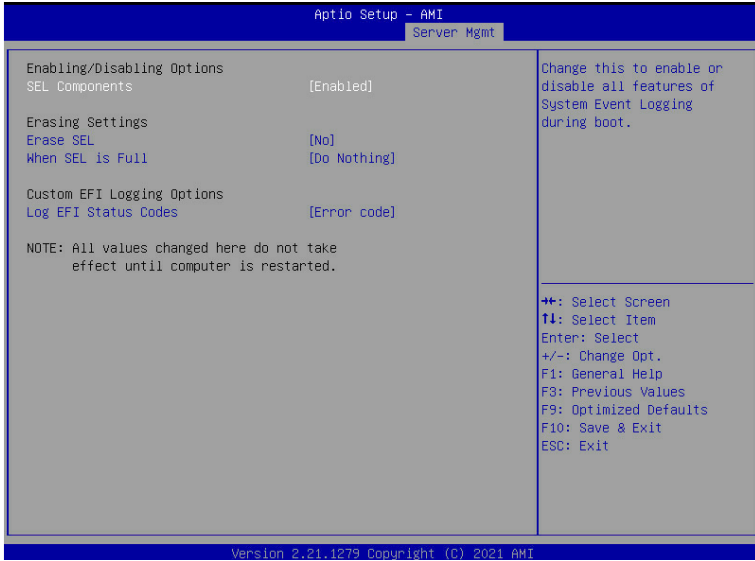 Aptio Setup – AMI
Server Mgmt
Enabling/Disabling Options
SEL Components [Enabled]
Erasing Settings
Erase SEL [No]
When SEL is Full [Do Nothing]
Custom EFI Logging Options
Log EFI Status Codes [Error code]
NOTE: All values changed here do not take
effect until computer is restarted.
Change this to enable or
disable all features of
System Event Logging
during boot.
→←: Select Screen
↑↓: Select Item
Enter: Select
+/-: Change Opt.
F1: General Help
F3: Previous Values
F9: Optimized Defaults
F10: Save & Exit
ESC: Exit
Version 2.21.1279 Copyright (C) 2021 AMI